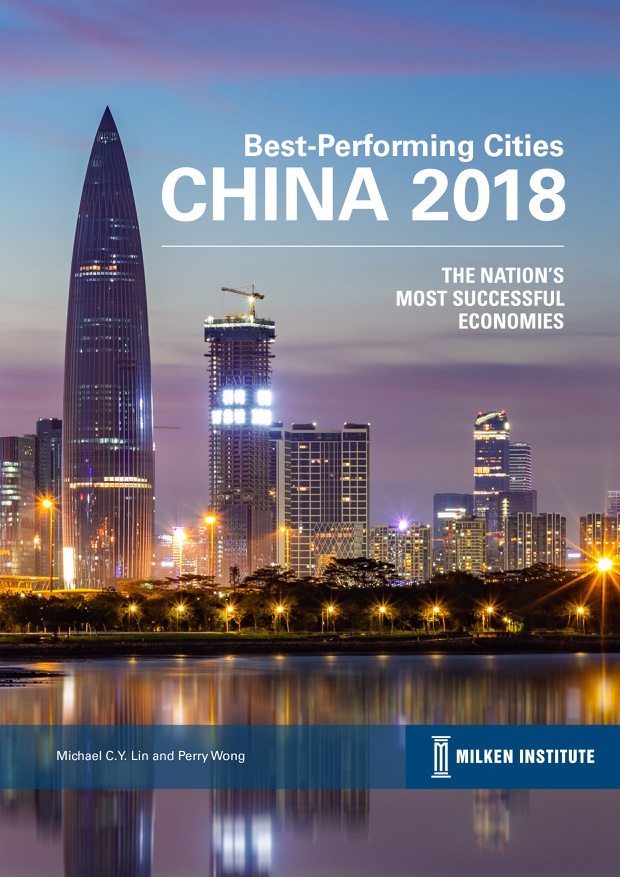 Best-Performing Cities
CHINA 2018
THE NATION'S
MOST SUCCESSFUL
ECONOMIES
Michael C.Y. Lin and Perry Wong
MILKEN INSTITUTE